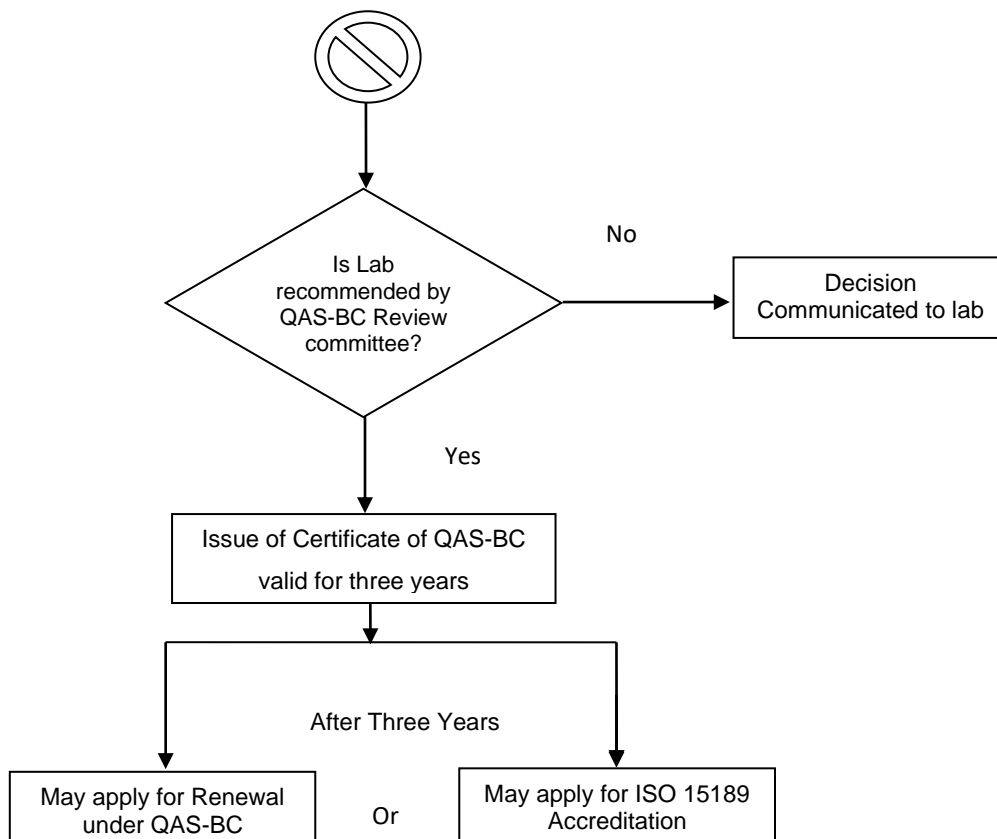 Is Lab
recommended by
QAS-BC Review
committee?
No
Decision
Communicated to lab
Yes
Issue of Certificate of QAS-BC
valid for three years
After Three Years
May apply for Renewal
under QAS-BC
Or
May apply for ISO 15189
Accreditation